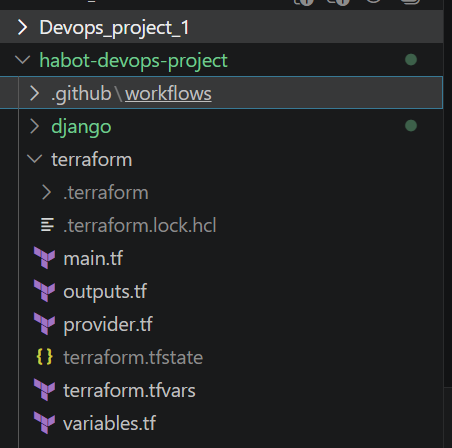 Devops_project_1
habot-devops-project
.github\workflows
django
terraform
.terraform
.terraform.lock.hcl
main.tf
outputs.tf
provider.tf
{} terraform.tfstate
terraform.tfvars
variables.tf